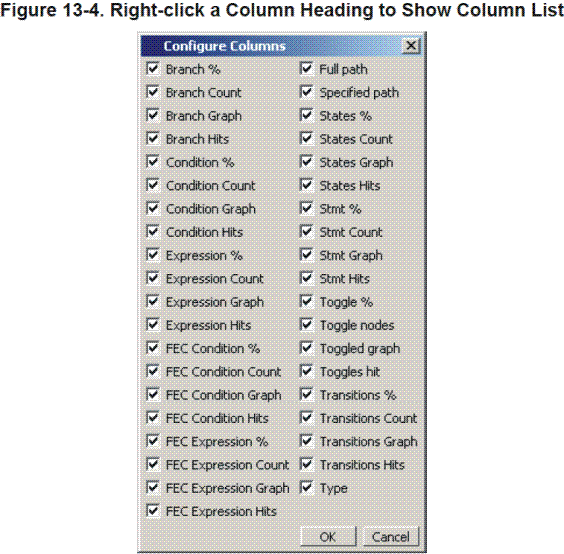 Figure 13-4. Right-click a Column Heading to Show Column List
Configure Columns
Branch %
Branch Count
Branch Graph
Branch Hits
Condition %
Condition Count
Condition Graph
Condition Hits
Expression %
Expression Count
Expression Graph
Expression Hits
FEC Condition %
FEC Condition Count
FEC Condition Graph
FEC Condition Hits
FEC Expression %
FEC Expression Count
FEC Expression Graph
FEC Expression Hits
Full path
Specified path
States %
States Count
States Graph
States Hits
Stmt %
Stmt Count
Stmt Graph
Stmt Hits
Toggle %
Toggle nodes
Toggled graph
Toggles hit
Transitions %
Transitions Count
Transitions Graph
Transitions Hits
Type
OK Cancel